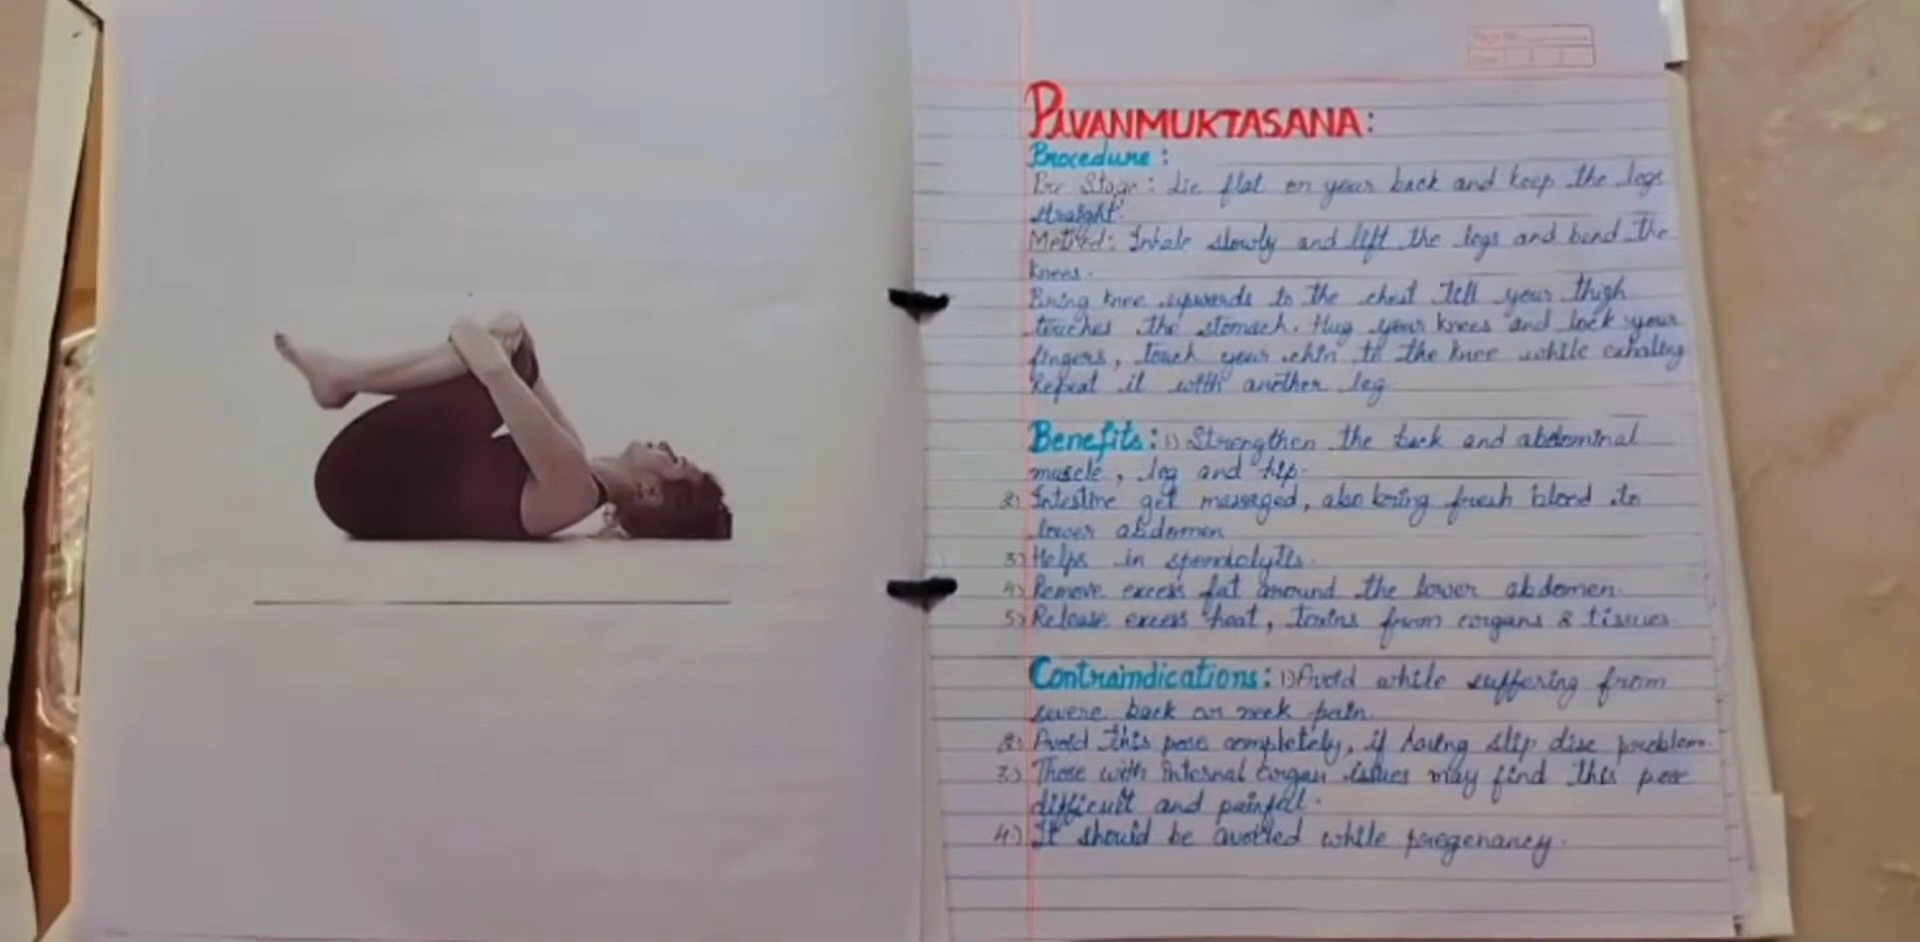 PAVANMUKTASANA:
Procedure:
Pre Stage: Lie flat on your back and keep the legs
straight.
Method: Inhale slowly and lift the legs and bend the
knees.
Bring knee upwards to the chest Till your thigh
touches the stomach. Hug your knees and lock your
fingers, touch your chin to the knee while exhaling
Repeat it with another leg
Benefits: 1) Strengthen the back and abdominal
muscle, leg and hip.
2) Intestine get massaged, also bring fresh blood to
lower abdomen
3) Helps in spondolytis.
4) Remove excess fat around the lower abdomen.
5) Release excess heat, toxins from organs & tissues.
Contraindications: 1) Avoid while suffering from
severe back or neck pain.
2) Avoid this pose completely, if having slip disc problem.
3) Those with internal organ issues may find this pose
difficult and painful.
4) It should be avoided while pregenancy.